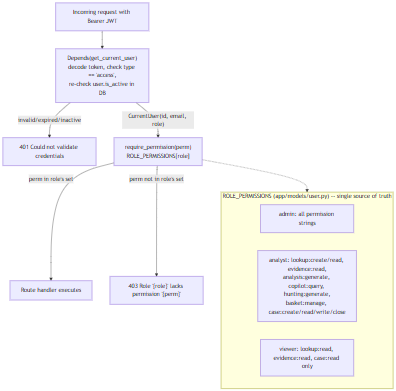 Incoming request with
Bearer JWT
Depends(get_current_user)
decode token, check type
== 'access',
re-check user.is_active in
DB
invalid/expired/inactive
CurrentUser(id, email,
role)
401 Could not validate
credentials
require_permission(perm)
ROLE_PERMISSIONS[role]
perm in role's set
perm not in role's set
Route handler executes
403 Role '[role]' lacks
permission '[perm]'
ROLE_PERMISSIONS (app/models/user.py) -- single source of truth
admin: all permission
strings
analyst: lookup:create/read,
evidence:read,
analysis:generate,
copilot:query,
hunting:generate,
basket:manage,
case:create/read/write/close
viewer: lookup:read,
evidence:read, case:read
only